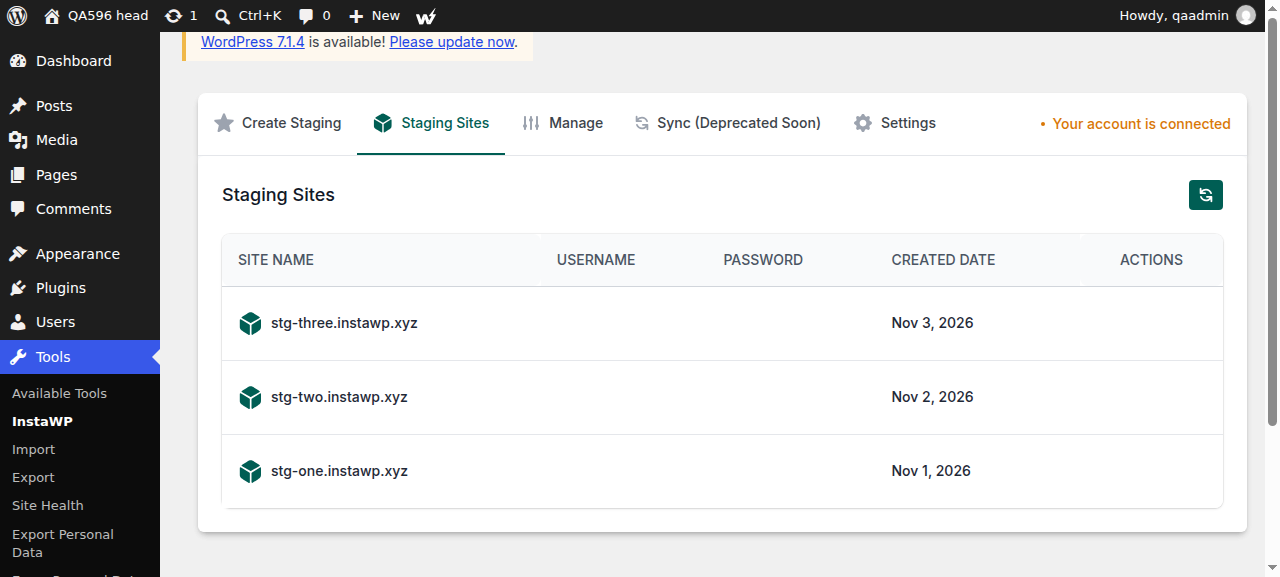 QA596 head 1 Ctrl+K 0 New Howdy, qaadmin
WordPress 7.1.4 is available! Please update now.
Dashboard
Posts
Media
Pages
Comments
Appearance
Plugins
Users
Tools
Available Tools
InstaWP
Import
Export
Site Health
Export Personal
Data
Create Staging Staging Sites Manage Sync (Deprecated Soon) Settings • Your account is connected
Staging Sites
SITE NAME USERNAME PASSWORD CREATED DATE ACTIONS
stg-three.instawp.xyz Nov 3, 2026
stg-two.instawp.xyz Nov 2, 2026
stg-one.instawp.xyz Nov 1, 2026